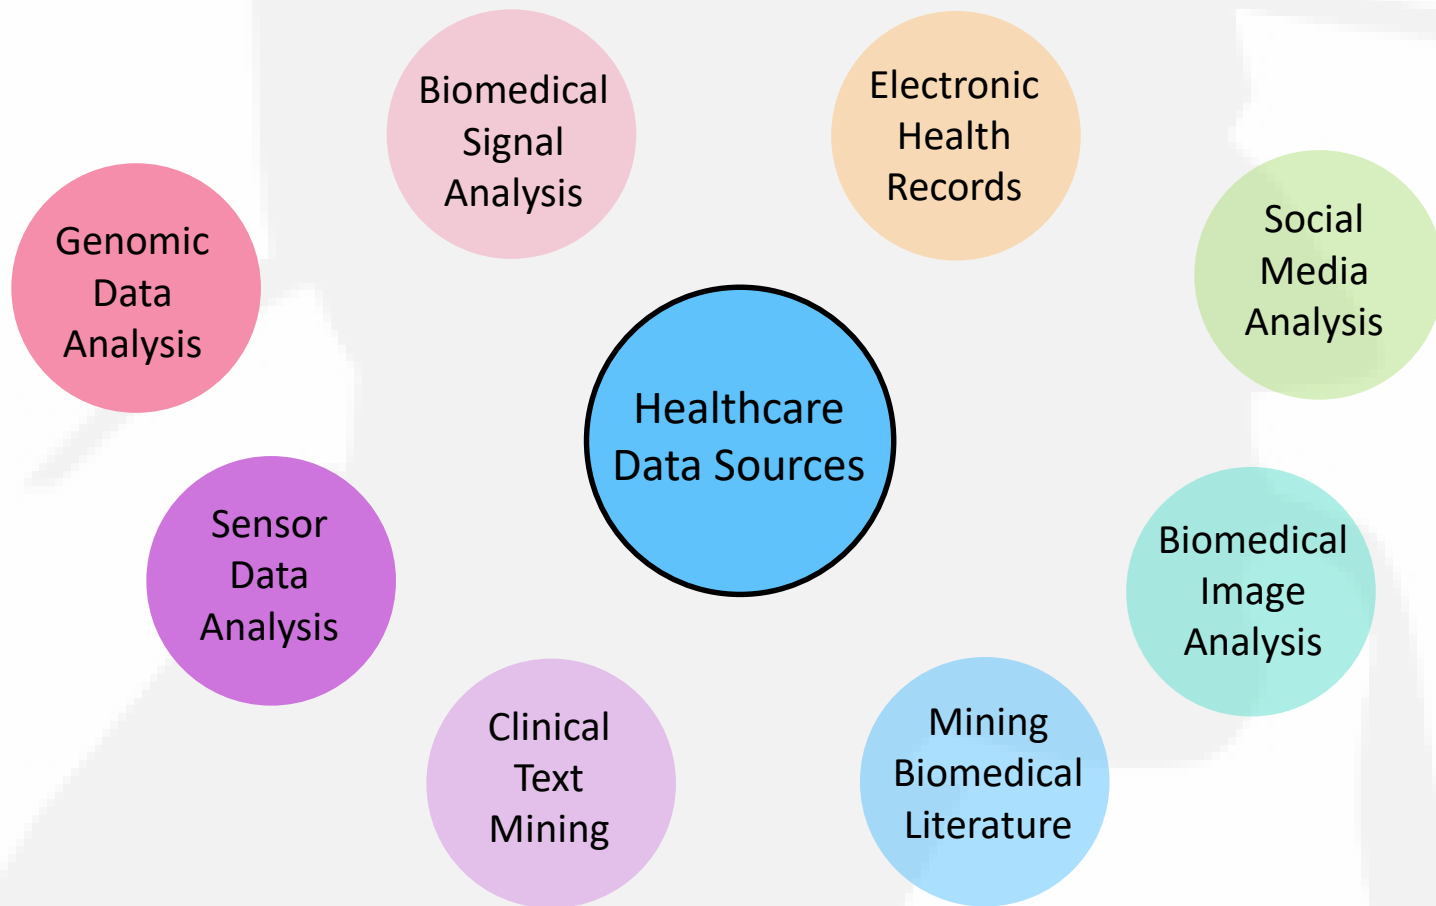 Biomedical
Signal
Analysis
Electronic
Health
Records
Genomic
Data
Analysis
Social
Media
Analysis
Healthcare
Data Sources
Sensor
Data
Analysis
Biomedical
Image
Analysis
Clinical
Text
Mining
Mining
Biomedical
Literature